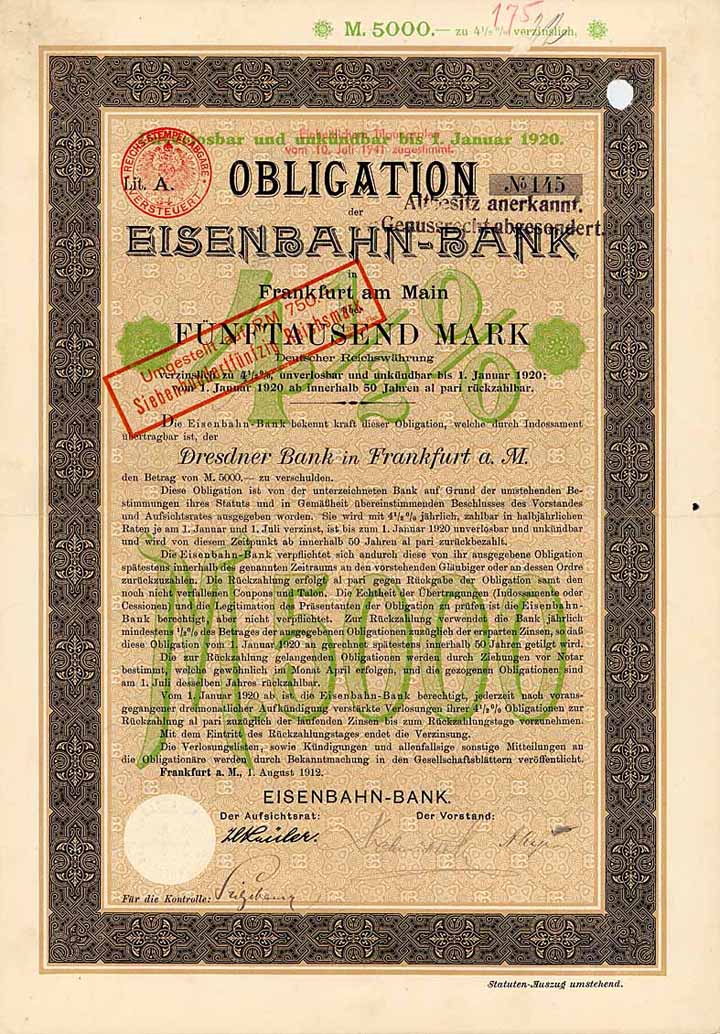 175
M. 5000.— zu 4½% verzinslich.
Unverlosbar und unkündbar bis 1. Januar 1920.
vom 10. Juli 1941 zugestimmt.
REICHSSTEMPELABGABE
VERSTEUERT
Lit. A.
OBLIGATION
№ 145
Altbesitz anerkannt.
Genussrecht abgesondert.
der
EISENBAHN-BANK
in
Frankfurt am Main
über
FÜNFTAUSEND MARK
Deutscher Reichswährung
verzinslich zu 4½%, unverlosbar und unkündbar bis 1. Januar 1920;
vom 1. Januar 1920 ab innerhalb 50 Jahren al pari rückzahlbar.
4½%
Umgestellt auf RM 750.-
Siebenhundertfünfzig Reichsmark
Die Eisenbahn-Bank bekennt kraft dieser Obligation, welche durch Indossament
übertragbar ist, der
Dresdner Bank in Frankfurt a. M.
den Betrag von M. 5000.— zu verschulden.
Diese Obligation ist von der unterzeichneten Bank auf Grund der umstehenden Be-
stimmungen ihres Statuts und in Gemäßheit übereinstimmenden Beschlusses des Vorstandes
und Aufsichtsrates ausgegeben worden. Sie wird mit 4½% jährlich, zahlbar in halbjährlichen
Raten je am 1. Januar und 1. Juli verzinst, ist bis zum 1. Januar 1920 unverlosbar und unkündbar
und wird von diesem Zeitpunkt ab innerhalb 50 Jahren al pari zurückbezahlt.
Die Eisenbahn-Bank verpflichtet sich andurch diese von ihr ausgegebene Obligation
spätestens innerhalb des genannten Zeitraums an den vorstehenden Gläubiger oder an dessen Ordre
zurückzuzahlen. Die Rückzahlung erfolgt al pari gegen Rückgabe der Obligation samt den
noch nicht verfallenen Coupons und Talon. Die Echtheit der Übertragungen (Indossamente oder
Cessionen) und die Legitimation des Präsentanten der Obligation zu prüfen ist die Eisenbahn-
Bank berechtigt, aber nicht verpflichtet. Zur Rückzahlung verwendet die Bank jährlich
mindestens ½% des Betrages der ausgegebenen Obligationen zuzüglich der ersparten Zinsen, so daß
diese Obligation vom 1. Januar 1920 an gerechnet spätestens innerhalb 50 Jahren getilgt wird.
Die zur Rückzahlung gelangenden Obligationen werden durch Ziehungen vor Notar
bestimmt, welche gewöhnlich im Monat April erfolgen, und die gezogenen Obligationen sind
am 1. Juli desselben Jahres rückzahlbar.
Vom 1. Januar 1920 ab ist die Eisenbahn-Bank berechtigt, jederzeit nach voraus-
gegangener dreimonatlicher Aufkündigung verstärkte Verlosungen ihrer 4½% Obligationen zur
Rückzahlung al pari zuzüglich der laufenden Zinsen bis zum Rückzahlungstage vorzunehmen.
Mit dem Eintritt des Rückzahlungstages endet die Verzinsung.
Die Verlosungslisten, sowie Kündigungen und allenfallsige sonstige Mitteilungen an
die Obligationäre werden durch Bekanntmachung in den Gesellschaftsblättern veröffentlicht.
M. 5000
Frankfurt a. M., 1. August 1912.
EISENBAHN-BANK.
Der Aufsichtsrat:
Der Vorstand:
Für die Kontrolle:
Statuten-Auszug umstehend.